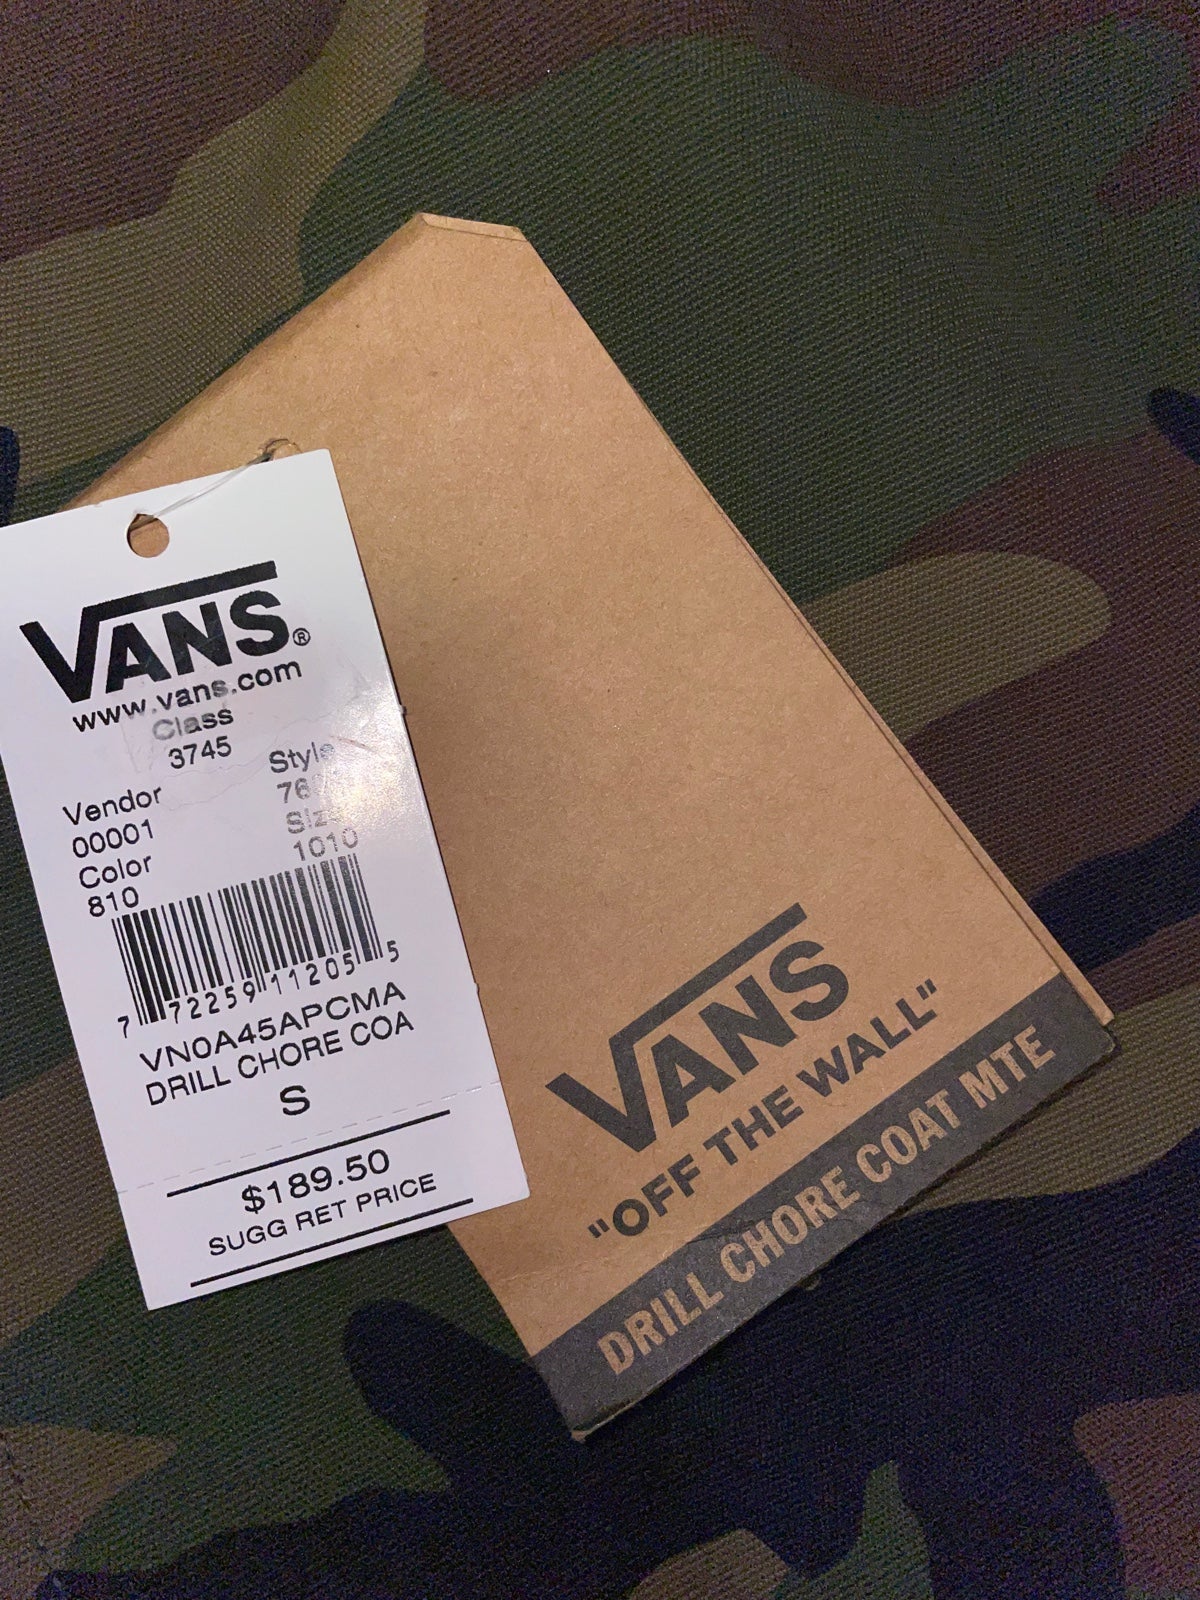 VANS®
www.vans.com
Class
3745
Vendor
00001
Style
Color
810
1010
7 72259 11205 5
VN0A45APCMA
DRILL CHORE COA
S
$189.50
SUGG RET PRICE
VANS
"OFF THE WALL"
DRILL CHORE COAT MTE